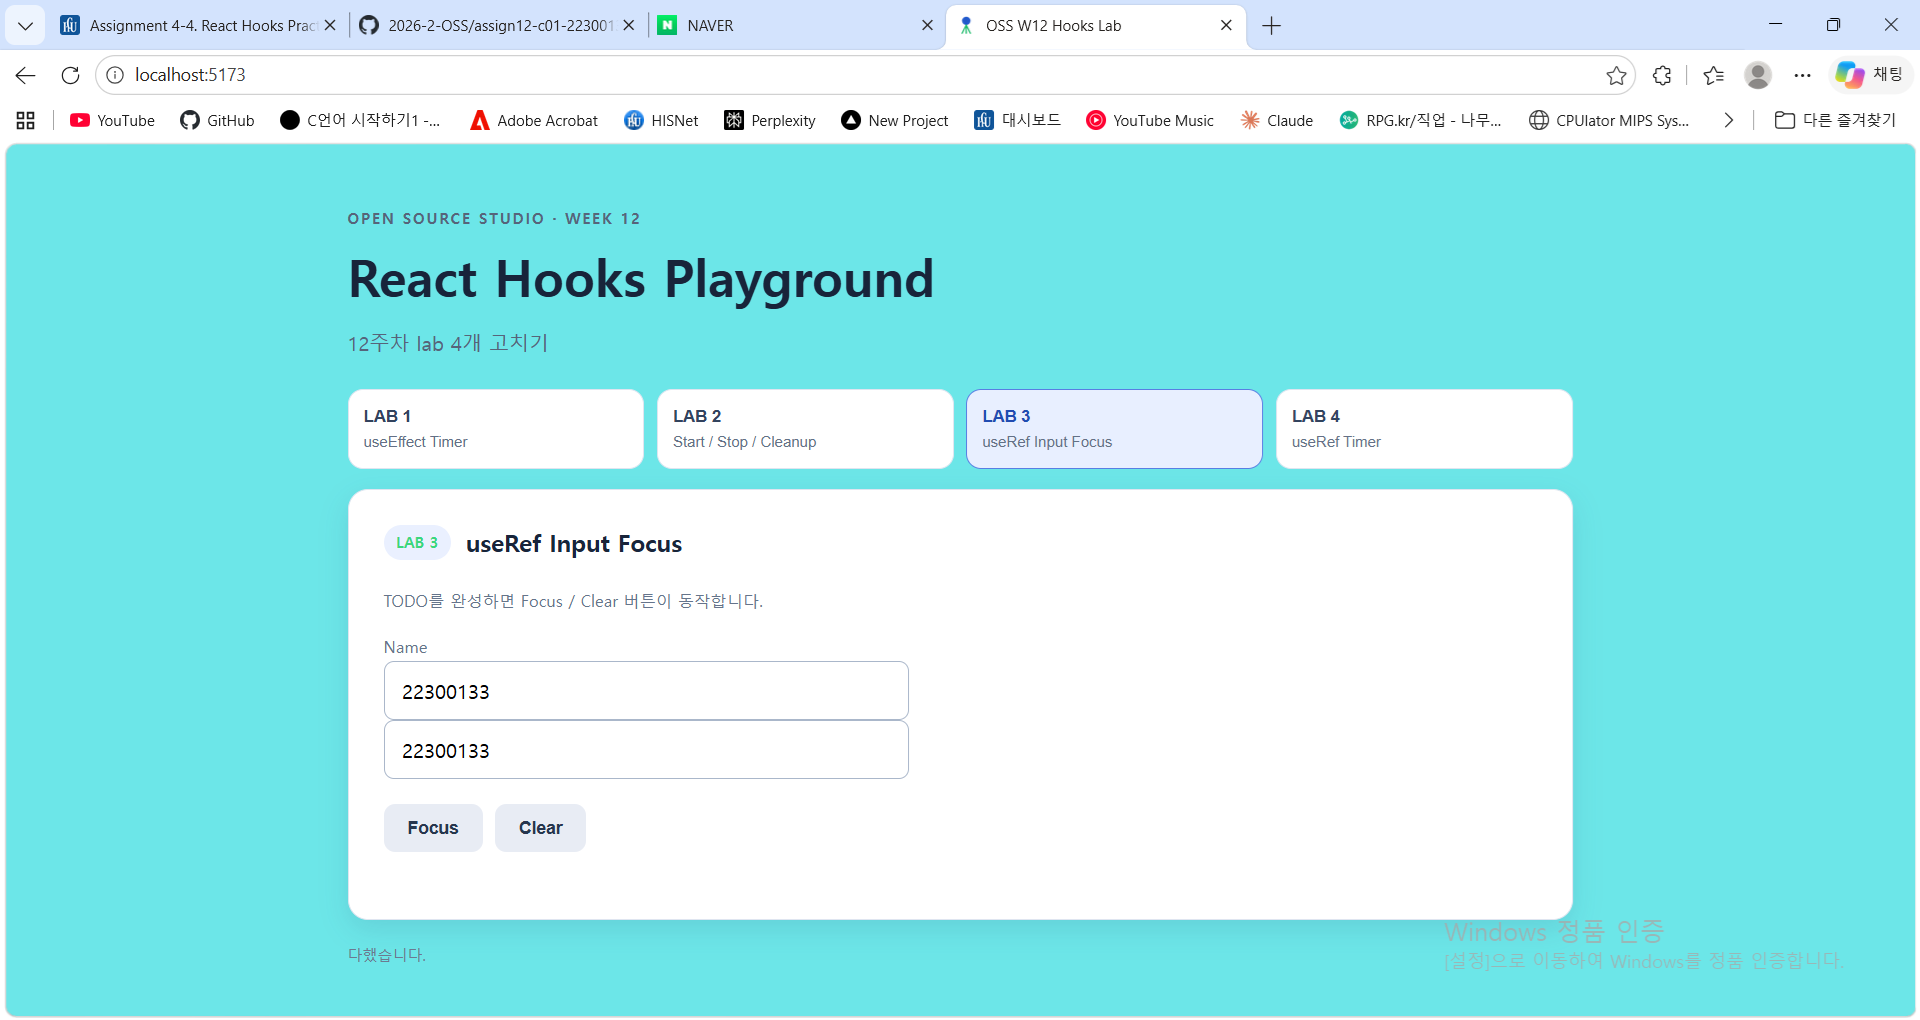 Assignment 4-4. React Hooks Prac
2026-2-OSS/assign12-c01-223001
NAVER
OSS W12 Hooks Lab
localhost:5173
채팅
YouTube
GitHub
C언어 시작하기1 -...
Adobe Acrobat
HISNet
Perplexity
New Project
대시보드
YouTube Music
Claude
RPG.kr/직업 - 나무...
CPUlator MIPS Sys...
다른 즐겨찾기
OPEN SOURCE STUDIO · WEEK 12
React Hooks Playground
12주차 lab 4개 고치기
LAB 1
useEffect Timer
LAB 2
Start / Stop / Cleanup
LAB 3
useRef Input Focus
LAB 4
useRef Timer
LAB 3
useRef Input Focus
TODO를 완성하면 Focus / Clear 버튼이 동작합니다.
Name
22300133
22300133
Focus
Clear
다했습니다.
Windows 정품 인증
[설정]으로 이동하여 Windows를 정품 인증합니다.